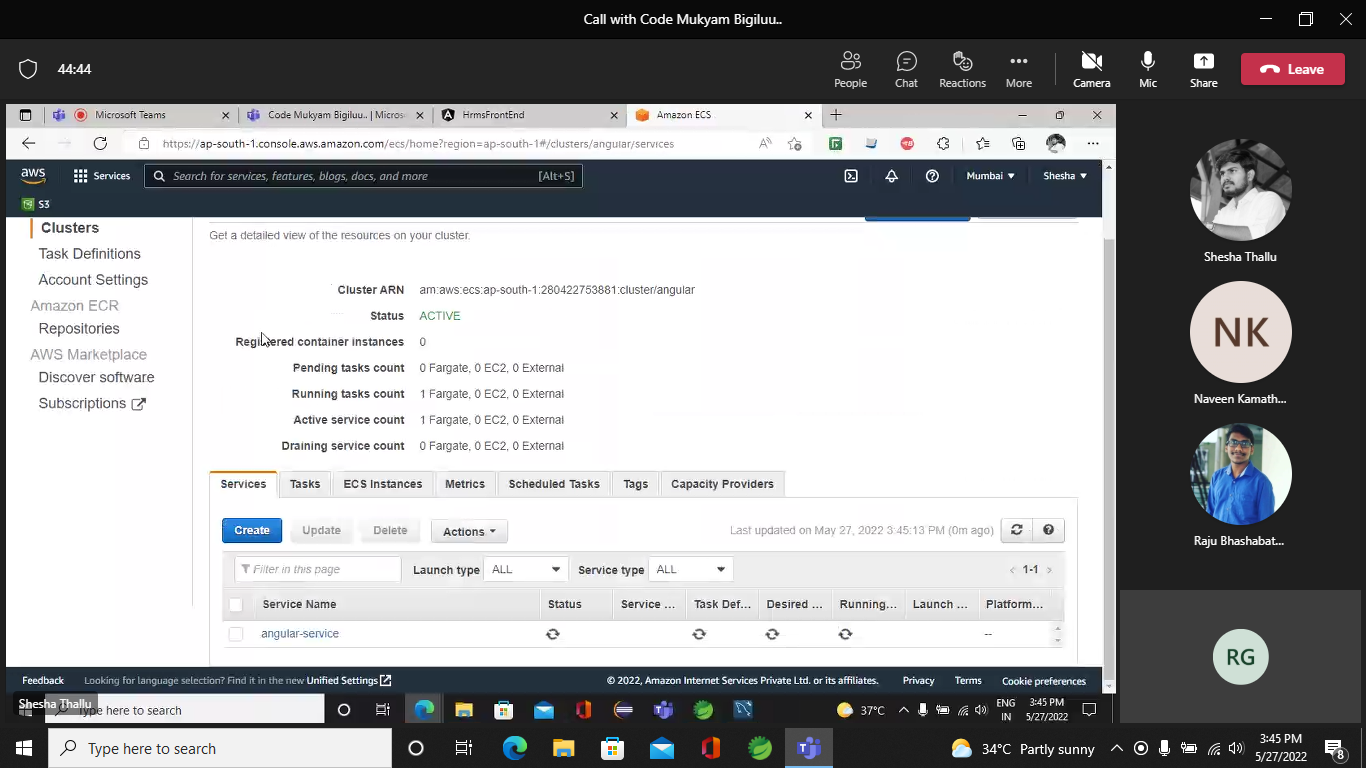 Call with Code Mukyam Bigiluu..
44:44
People
Chat
Reactions
More
Camera
Mic
Share
Leave
Microsoft Teams
Code Mukyam Bigiluu.. | Micros
HrmsFrontEnd
Amazon ECS
https://ap-south-1.console.aws.amazon.com/ecs/home?region=ap-south-1#/clusters/angular/services
aws
Services
Search for services, features, blogs, docs, and more
[Alt+S]
Mumbai
Shesha
S3
Clusters
Task Definitions
Account Settings
Amazon ECR
Repositories
AWS Marketplace
Discover software
Subscriptions
Get a detailed view of the resources on your cluster.
Cluster ARN arn:aws:ecs:ap-south-1:280422753881:cluster/angular
Status ACTIVE
Registered container instances 0
Pending tasks count 0 Fargate, 0 EC2, 0 External
Running tasks count 1 Fargate, 0 EC2, 0 External
Active service count 1 Fargate, 0 EC2, 0 External
Draining service count 0 Fargate, 0 EC2, 0 External
Services Tasks ECS Instances Metrics Scheduled Tasks Tags Capacity Providers
Create Update Delete Actions Last updated on May 27, 2022 3:45:13 PM (0m ago)
Filter in this page Launch type ALL Service type ALL < 1-1 >
Service Name Status Service ... Task Def... Desired ... Running... Launch ... Platform...
angular-service --
Feedback Looking for language selection? Find it in the new Unified Settings © 2022, Amazon Internet Services Private Ltd. or its affiliates. Privacy Terms Cookie preferences
Shesha Thallu
Type here to search
37°C
ENG
IN
3:45 PM
5/27/2022
Shesha Thallu
NK
Naveen Kamath...
Raju Bhashabat...
RG
Type here to search
34°C Partly sunny
3:45 PM
5/27/2022
8